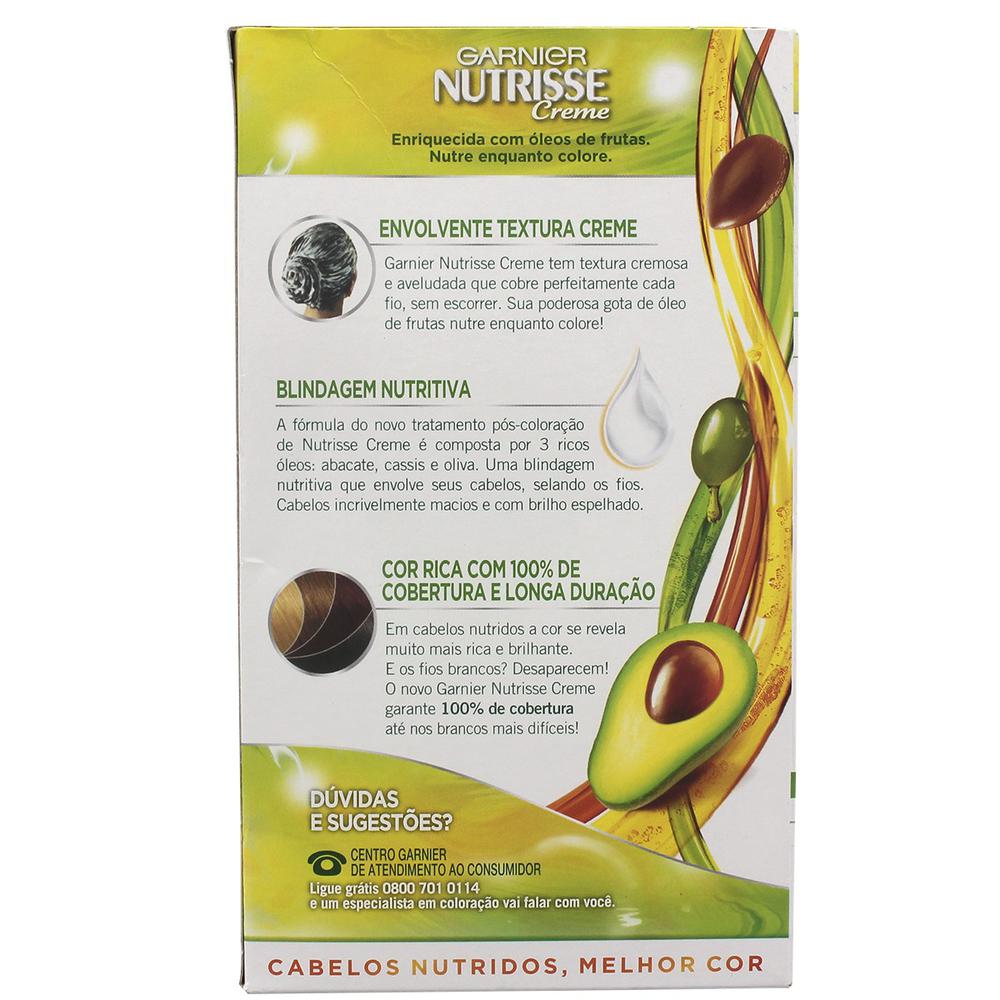 GARNIER
NUTRISSE
Creme
Enriquecida com óleos de frutas.
Nutre enquanto colore.
ENVOLVENTE TEXTURA CREME
Garnier Nutrisse Creme tem textura cremosa
e aveludada que cobre perfeitamente cada
fio, sem escorrer. Sua poderosa gota de óleo
de frutas nutre enquanto colore!
BLINDAGEM NUTRITIVA
A fórmula do novo tratamento pós-coloração
de Nutrisse Creme é composta por 3 ricos
óleos: abacate, cassis e oliva. Uma blindagem
nutritiva que envolve seus cabelos, selando os fios.
Cabelos incrivelmente macios e com brilho espelhado.
COR RICA COM 100% DE
COBERTURA E LONGA DURAÇÃO
Em cabelos nutridos a cor se revela
muito mais rica e brilhante.
E os fios brancos? Desaparecem!
O novo Garnier Nutrisse Creme
garante 100% de cobertura
até nos brancos mais difíceis!
DÚVIDAS
E SUGESTÕES?
CENTRO GARNIER
DE ATENDIMENTO AO CONSUMIDOR
Ligue grátis 0800 701 0114
e um especialista em coloração vai falar com você.
CABELOS NUTRIDOS, MELHOR COR